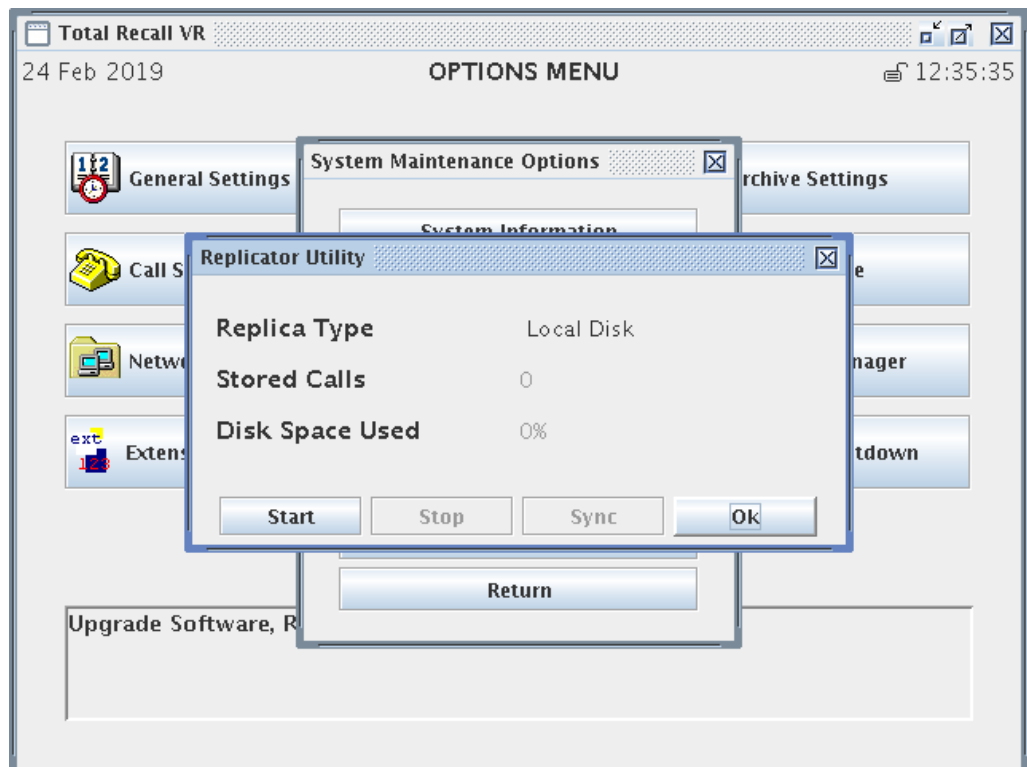 Total Recall VR
24 Feb 2019 OPTIONS MENU 12:35:35
General Settings
System Maintenance Options
rchive Settings
System Information
Call S
Replicator Utility
e
Replica Type Local Disk
Netw
nager
Stored Calls 0
Disk Space Used 0%
ext
123
Extens
tdown
Start Stop Sync Ok
Return
Upgrade Software, R